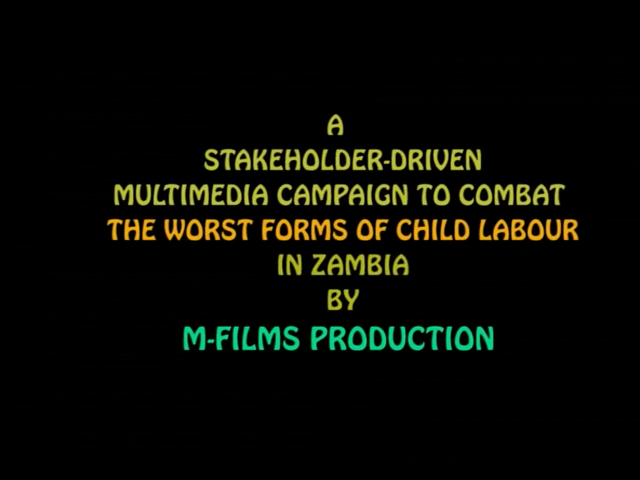 A
STAKEHOLDER-DRIVEN
MULTIMEDIA CAMPAIGN TO COMBAT
THE WORST FORMS OF CHILD LABOUR
IN ZAMBIA
BY
M-FILMS PRODUCTION